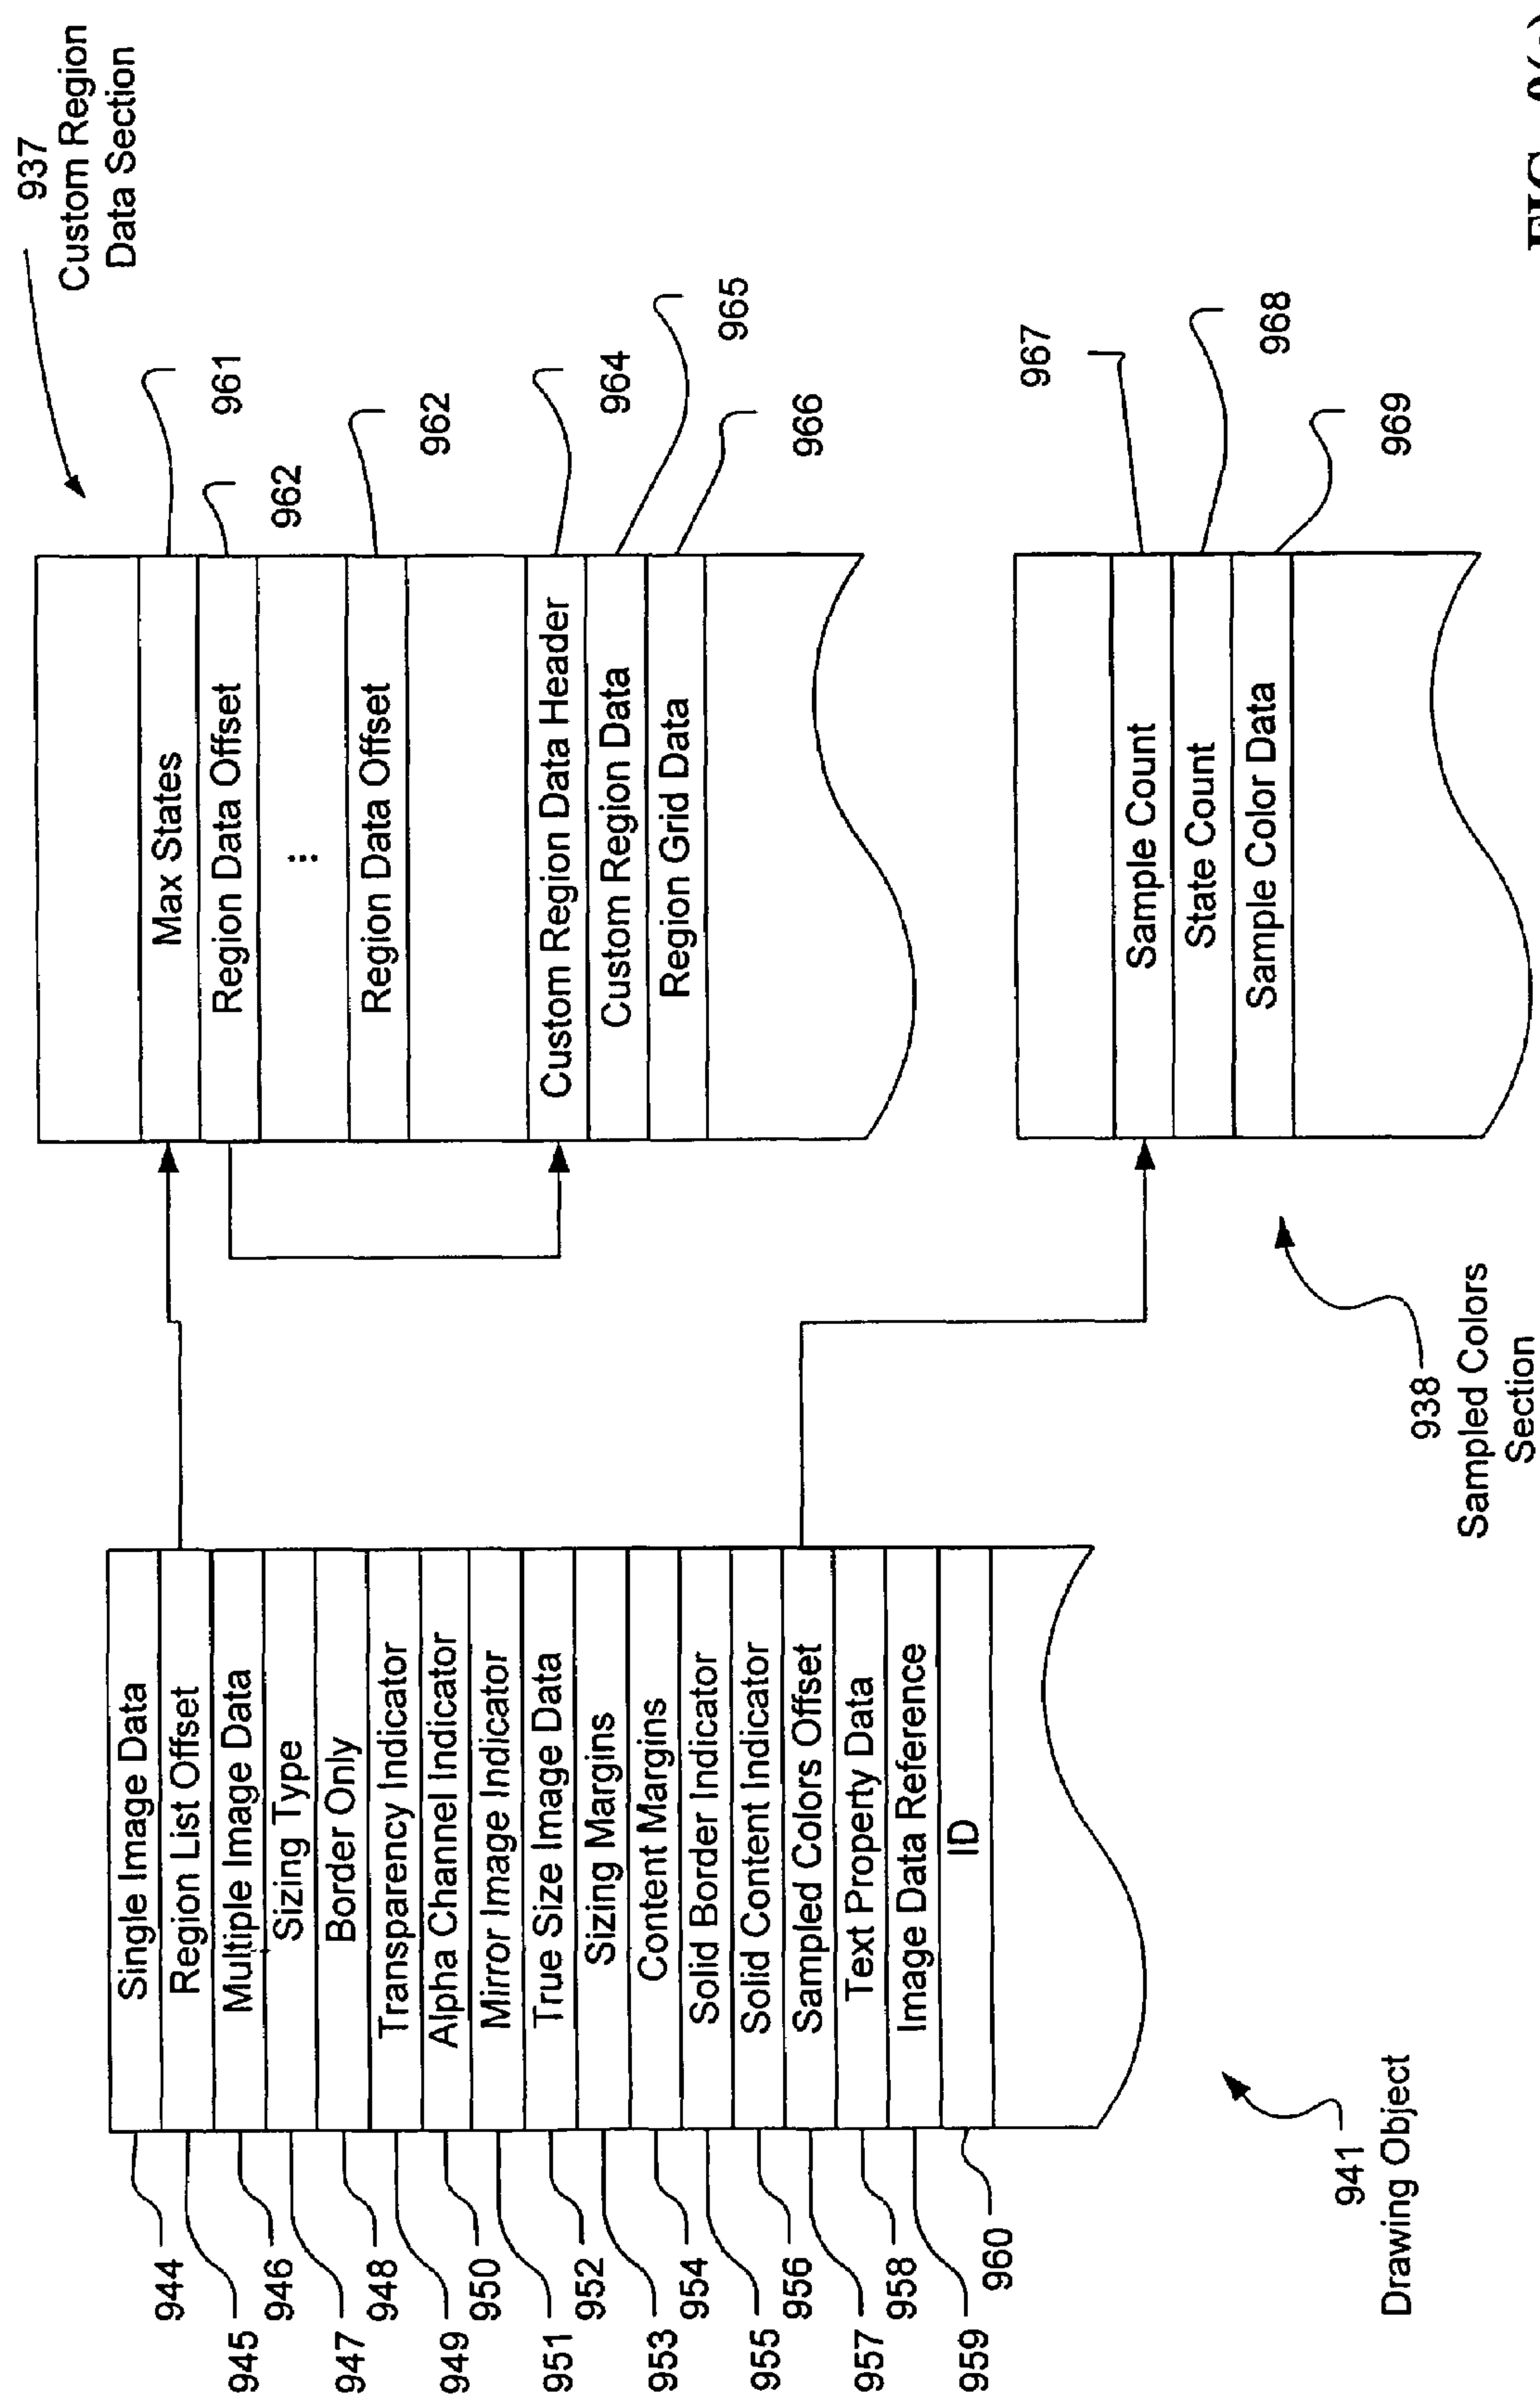 937
Custom Region
Data Section
Max States
Region Data Offset
...
Region Data Offset
Custom Region Data Header
Custom Region Data
Region Grid Data
961
962
962
964
965
966
Sample Count
State Count
Sample Color Data
967
968
969
938
Sampled Colors
Section
Single Image Data
Region List Offset
Multiple Image Data
Sizing Type
Border Only
Transparency Indicator
Alpha Channel Indicator
Mirror Image Indicator
True Size Image Data
Sizing Margins
Content Margins
Solid Border Indicator
Solid Content Indicator
Sampled Colors Offset
Text Property Data
Image Data Reference
ID
944
945
946
947
948
949
950
951
952
953
954
955
956
957
958
959
960
941
Drawing Object